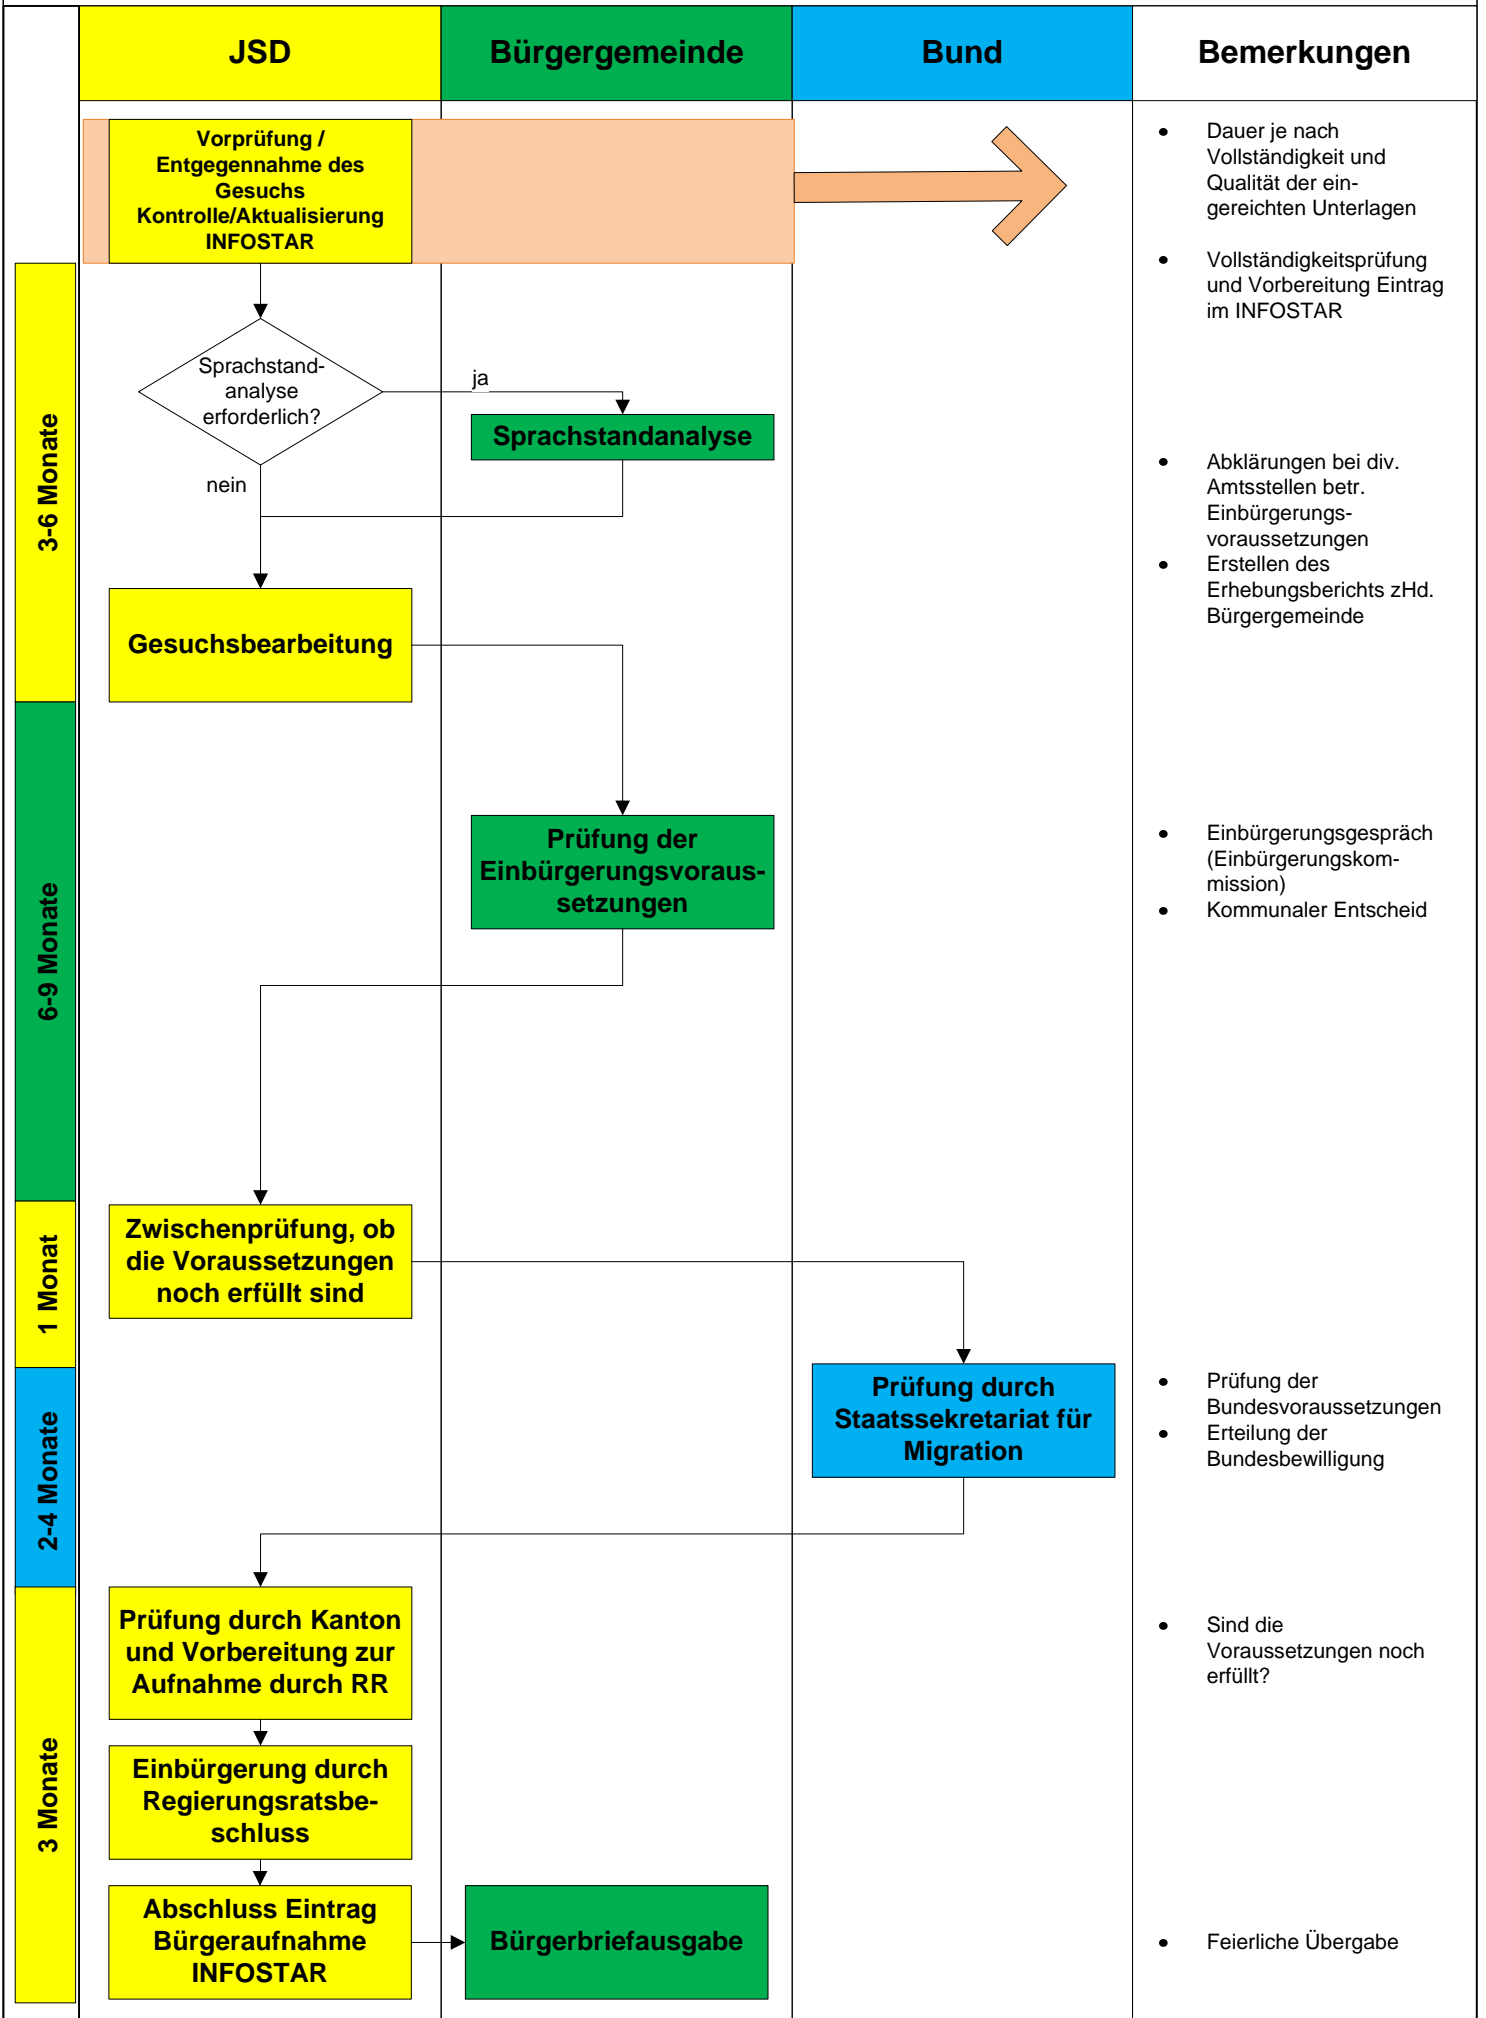 JSD
Bürgergemeinde
Bund
Bemerkungen
Vorprüfung /
Entgegennahme des
Gesuchs
Kontrolle/Aktualisierung
INFOSTAR
Dauer je nach
Vollständigkeit und
Qualität der ein-
gereichten Unterlagen
Vollständigkeitsprüfung
und Vorbereitung Eintrag
im INFOSTAR
3-6 Monate
Sprachstand-
analyse
erforderlich?
ja
Sprachstandanalyse
nein
Abklärungen bei div.
Amtsstellen betr.
Einbürgerungs-
voraussetzungen
Erstellen des
Erhebungsberichts zHd.
Bürgergemeinde
Gesuchsbearbeitung
6-9 Monate
Prüfung der
Einbürgerungsvoraus-
setzungen
Einbürgerungsgespräch
(Einbürgerungskom-
mission)
Kommunaler Entscheid
1 Monat
Zwischenprüfung, ob
die Voraussetzungen
noch erfüllt sind
2-4 Monate
Prüfung durch
Staatssekretariat für
Migration
Prüfung der
Bundesvoraussetzungen
Erteilung der
Bundesbewilligung
3 Monate
Prüfung durch Kanton
und Vorbereitung zur
Aufnahme durch RR
Sind die
Voraussetzungen noch
erfüllt?
Einbürgerung durch
Regierungsratsbe-
schluss
Abschluss Eintrag
Bürgeraufnahme
INFOSTAR
Bürgerbriefausgabe
Feierliche Übergabe